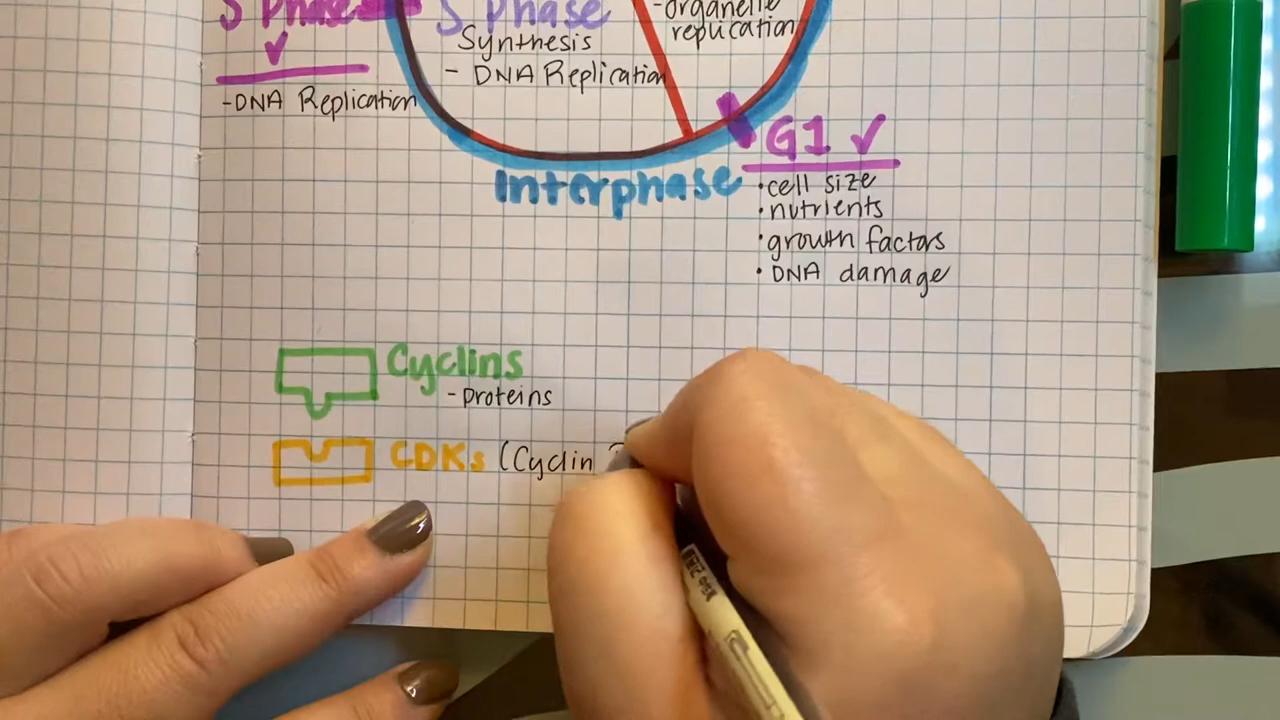 S Phase
S Phase
Synthesis
- DNA Replication
-organelle
replication
✓
-DNA Replication
G1 ✓
Interphase
•cell size
•nutrients
•growth factors
•DNA damage
Cyclins
-proteins
CDKs (Cyclin